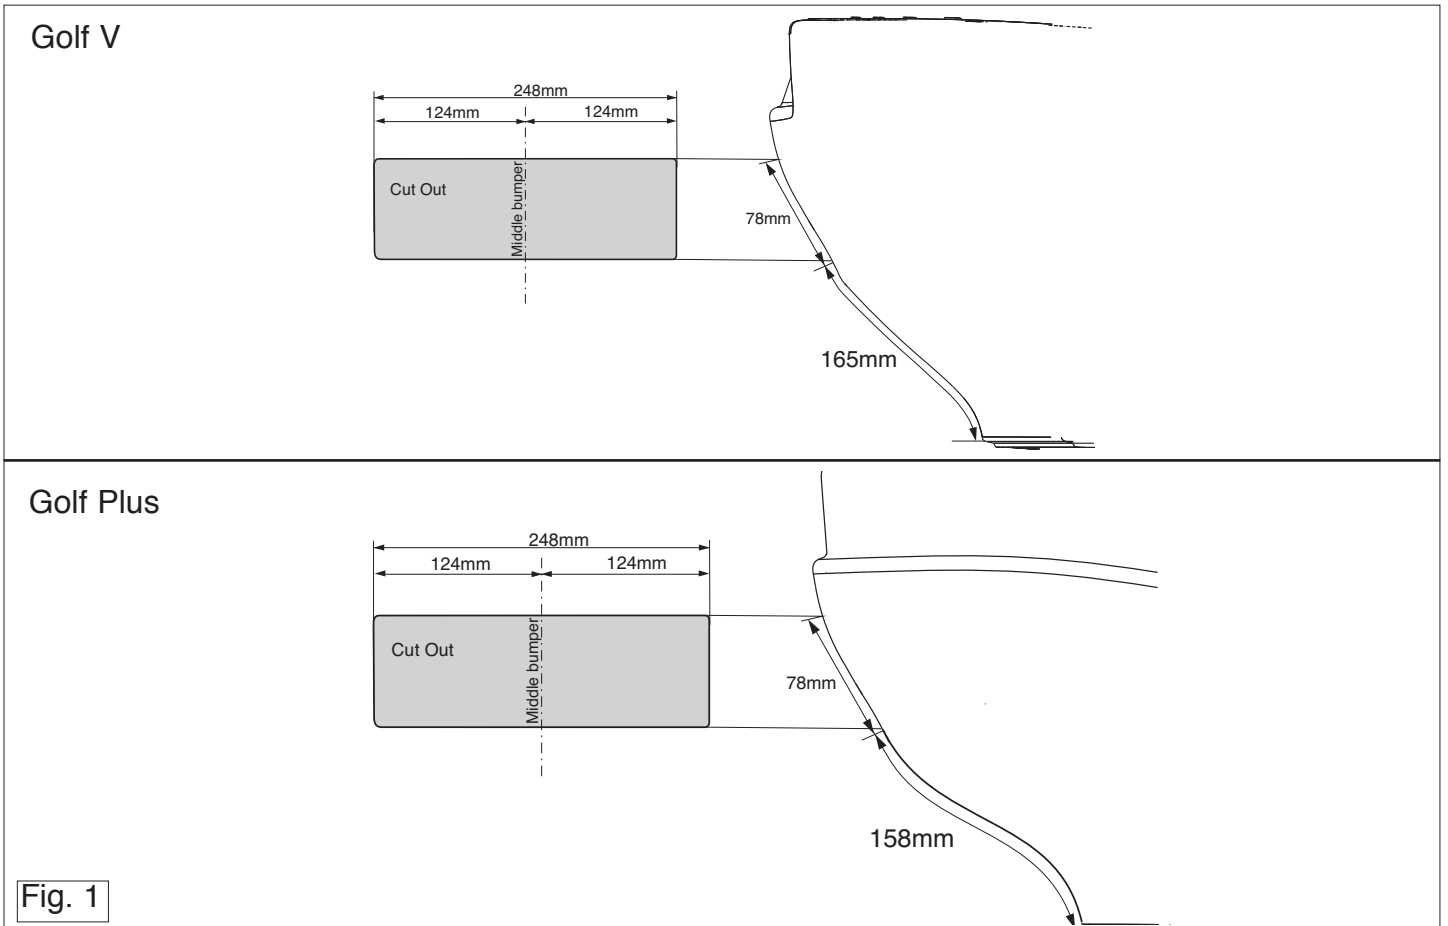 Golf V
248mm
124mm
124mm
Cut Out
Middle bumper
78mm
165mm
Golf Plus
248mm
124mm
124mm
Cut Out
Middle bumper
78mm
158mm
Fig. 1